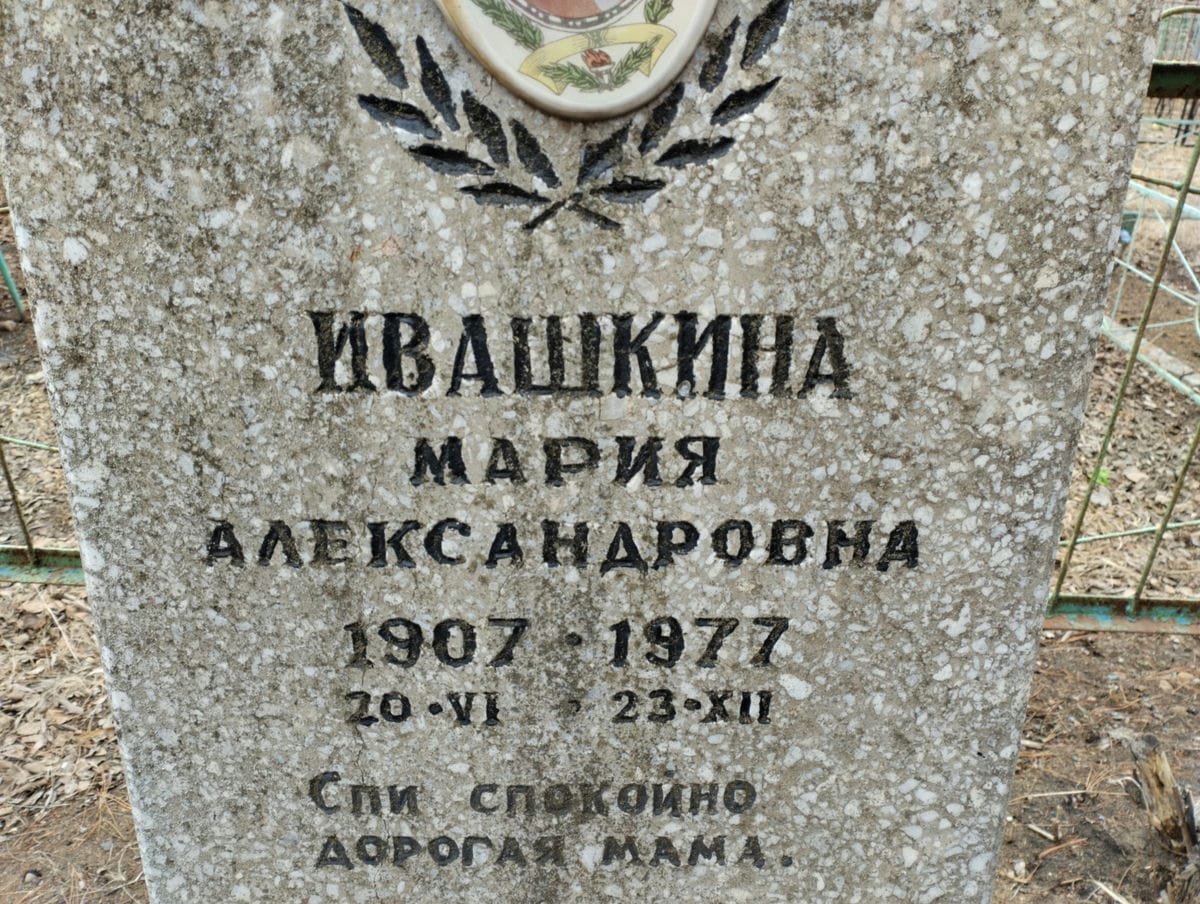 ИВАШКИНА
МАРИЯ
АЛЕКСАНДРОВНА
1907 · 1977
20·VI · 23·XII
Спи спокойно
дорогая мама.